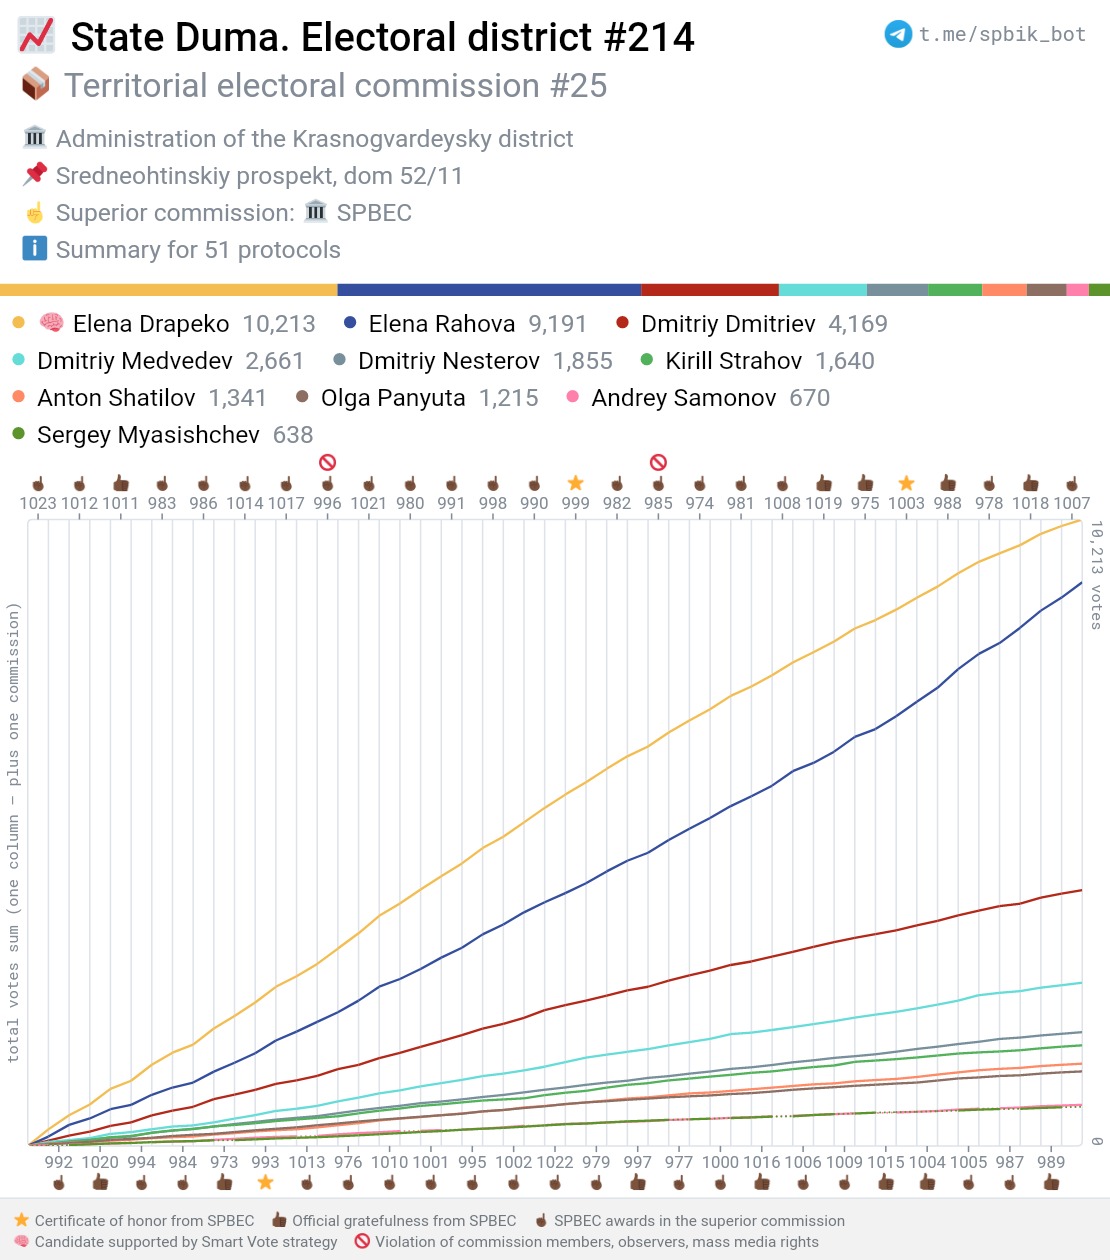 State Duma. Electoral district #214
t.me/spbik_bot
Territorial electoral commission #25
Administration of the Krasnogvardeysky district
Sredneohtinskiy prospekt, dom 52/11
Superior commission: SPBEC
Summary for 51 protocols
Elena Drapeko 10,213 Elena Rahova 9,191 Dmitriy Dmitriev 4,169
Dmitriy Medvedev 2,661 Dmitriy Nesterov 1,855 Kirill Strahov 1,640
Anton Shatilov 1,341 Olga Panyuta 1,215 Andrey Samonov 670
Sergey Myasishchev 638
1023 1012 1011 983 986 1014 1017 996 1021 980 991 998 990 999 982 985 974 981 1008 1019 975 1003 988 978 1018 1007
10,213 votes
total votes sum (one column – plus one commission)
0
992 1020 994 984 973 993 1013 976 1010 1001 995 1002 1022 979 997 977 1000 1016 1006 1009 1015 1004 1005 987 989
Certificate of honor from SPBEC Official gratefulness from SPBEC SPBEC awards in the superior commission
Candidate supported by Smart Vote strategy Violation of commission members, observers, mass media rights